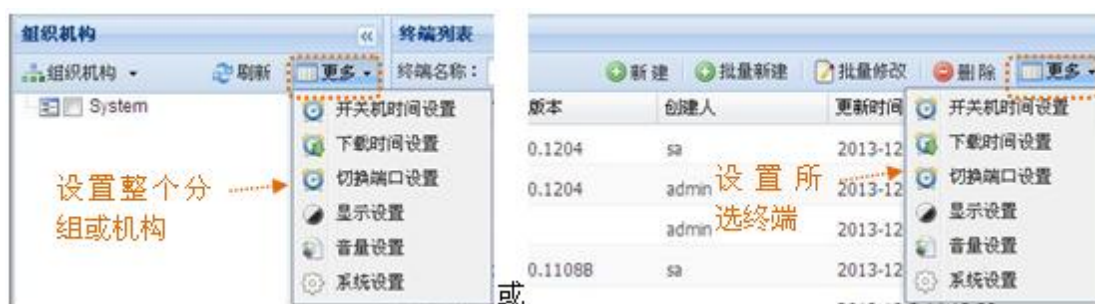 组织机构
组织机构
刷新
更多
System
开关机时间设置
下载时间设置
切换端口设置
显示设置
音量设置
系统设置
设置整个分
组或机构
终端列表
终端名称：
或
新建
批量新建
批量修改
删除
更多
版本
创建人
更新时间
0.1204
sa
2013-12
0.1204
admin
2013-12
admin
2013-12
0.11088
sa
2013-12
设置所
选终端
开关机时间设置
下载时间设置
切换端口设置
显示设置
音量设置
系统设置